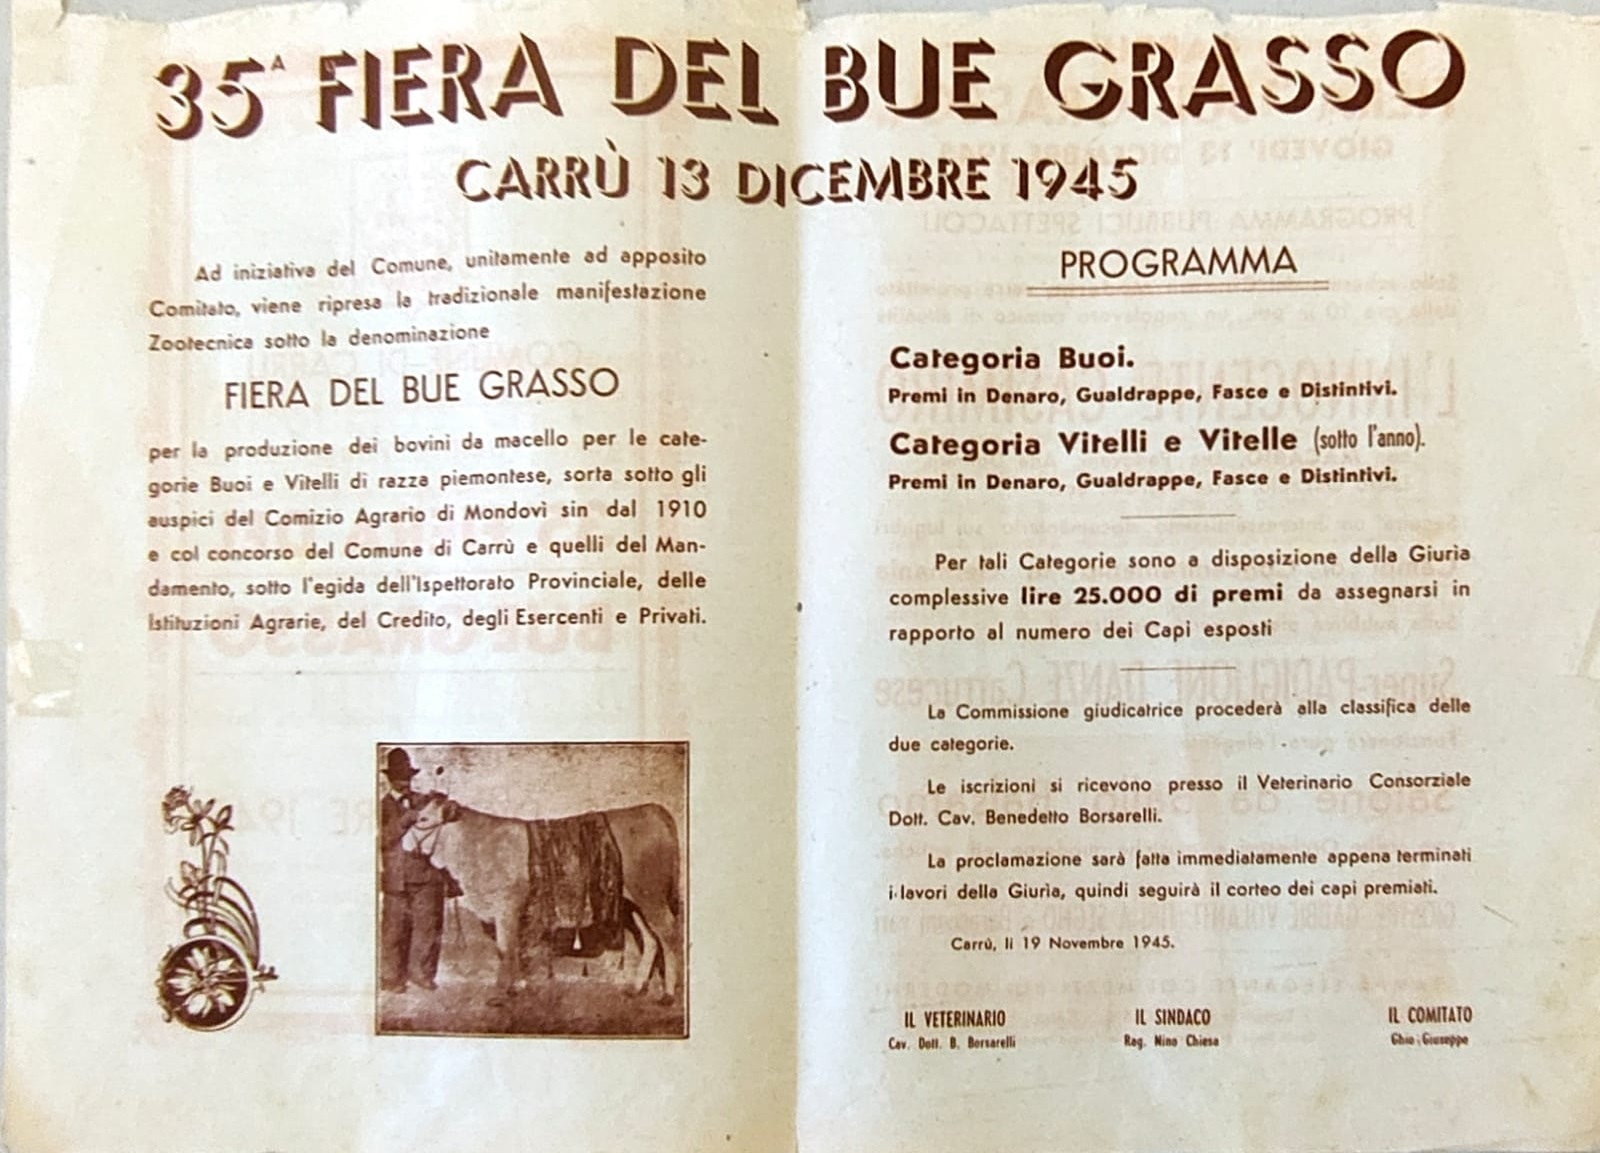 35ᴬ FIERA DEL BUE GRASSO
CARRÙ 13 DICEMBRE 1945
Ad iniziativa del Comune, unitamente ad apposito
Comitato, viene ripresa la tradizionale manifestazione
Zootecnica sotto la denominazione
FIERA DEL BUE GRASSO
per la produzione dei bovini da macello per le cate-
gorie Buoi e Vitelli di razza piemontese, sorta sotto gli
auspici del Comizio Agrario di Mondovì sin dal 1910
e col concorso del Comune di Carrù e quelli del Man-
damento, sotto l'egida dell'Ispettorato Provinciale, delle
Istituzioni Agrarie, del Credito, degli Esercenti e Privati.
PROGRAMMA
Categoria Buoi.
Premi in Denaro, Gualdrappe, Fasce e Distintivi.
Categoria Vitelli e Vitelle (sotto l'anno).
Premi in Denaro, Gualdrappe, Fasce e Distintivi.
Per tali Categorie sono a disposizione della Giuria
complessive lire 25.000 di premi da assegnarsi in
rapporto al numero dei Capi esposti
La Commissione giudicatrice procederà alla classifica delle
due categorie.
Le iscrizioni si ricevono presso il Veterinario Consorziale
Dott. Cav. Benedetto Borsarelli.
La proclamazione sarà fatta immediatamente appena terminati
i lavori della Giuria, quindi seguirà il corteo dei capi premiati.
Carrù, li 19 Novembre 1945.
IL VETERINARIO
Cav. Dott. B. Borsarelli
IL SINDACO
Rag. Nino Chiesa
IL COMITATO
Ghio Giuseppe